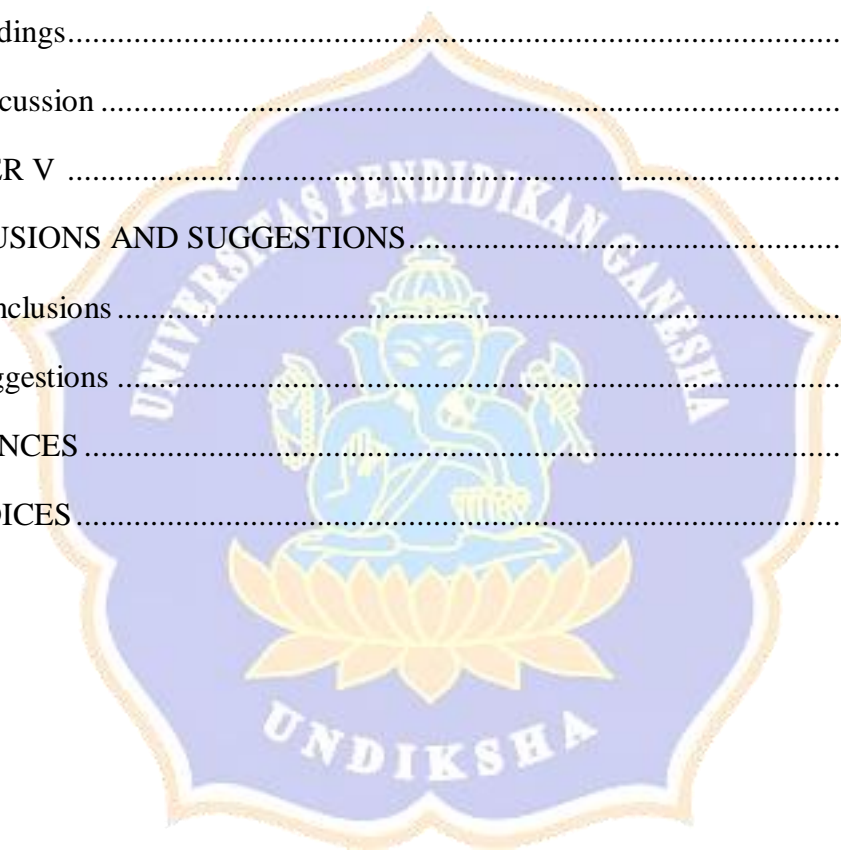 dings....................................................................................................
cussion ................................................................................................
ER V ....................................................................................................
USIONS AND SUGGESTIONS.......................................................
nclusions .............................................................................................
ggestions .............................................................................................
NCES ..................................................................................................
DICES..................................................................................................
UNIVERSITAS PENDIDIKAN GANESHA
UNDIKSHA